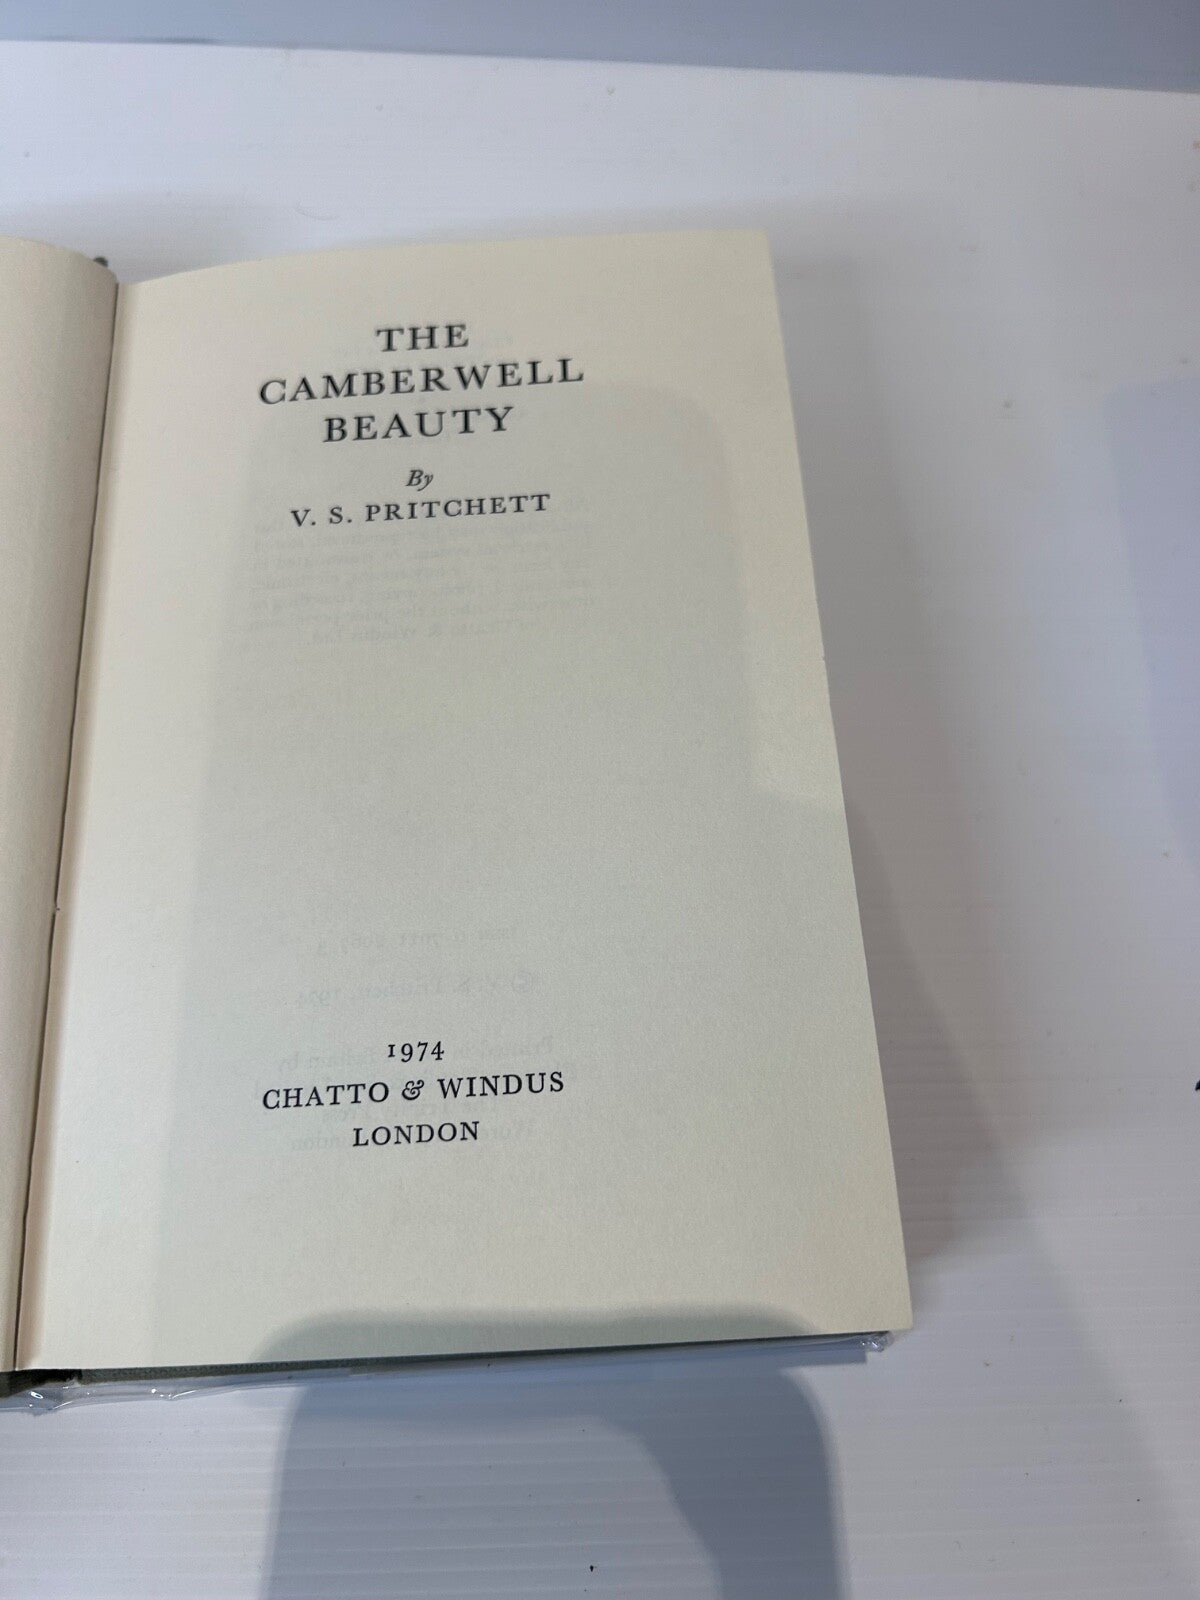 THE
CAMBERWELL
BEAUTY
By
V. S. PRITCHETT
1974
CHATTO & WINDUS
LONDON